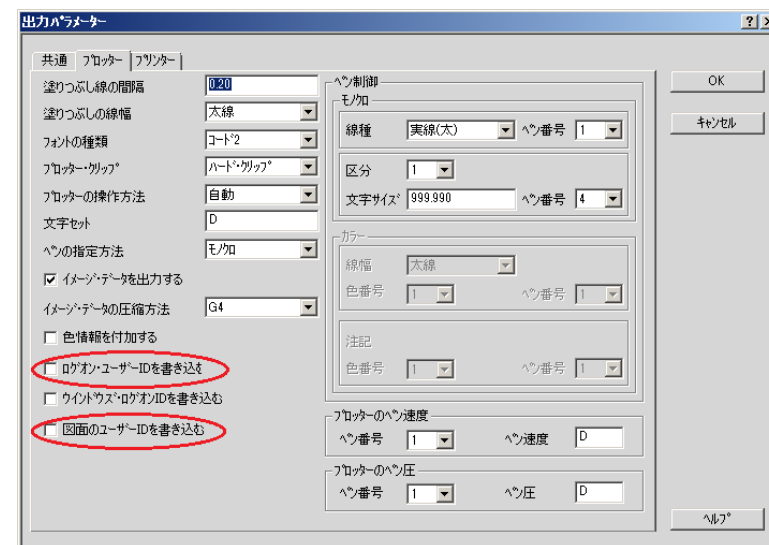 出力ﾊﾟﾗﾒｰﾀｰ
共通 ﾌﾟﾛｯﾀｰ ﾌﾟﾘﾝﾀｰ
塗りつぶし線の間隔 0.20
塗りつぶしの線幅 太線
ﾌｫﾝﾄの種類 ｺｰﾄﾞ2
ﾌﾟﾛｯﾀｰ･ｸﾘｯﾌﾟ ﾊｰﾄﾞ･ｸﾘｯﾌﾟ
ﾌﾟﾛｯﾀｰの操作方法 自動
文字セット D
ﾍﾟﾝの指定方法 ﾓﾉｸﾛ
ｲﾒｰｼﾞ･ﾃﾞｰﾀを出力する
ｲﾒｰｼﾞ･ﾃﾞｰﾀの圧縮方法 G4
色情報を付加する
ﾛｸﾞｵﾝ･ﾕｰｻﾞｰIDを書き込む
ｳｲﾝﾄﾞｳｽﾞ･ﾛｸﾞｵﾝIDを書き込む
図面のﾕｰｻﾞｰIDを書き込む
ﾍﾟﾝ制御
ﾓﾉｸﾛ
線種 実線(太) ﾍﾟﾝ番号 1
区分 1
文字ｻｲｽﾞ 999.990 ﾍﾟﾝ番号 4
ｶﾗｰ
線幅 太線
色番号 1 ﾍﾟﾝ番号 1
注記
色番号 1 ﾍﾟﾝ番号 1
ﾌﾟﾛｯﾀｰのﾍﾟﾝ速度
ﾍﾟﾝ番号 1 ﾍﾟﾝ速度 D
ﾌﾟﾛｯﾀｰのﾍﾟﾝ圧
ﾍﾟﾝ番号 1 ﾍﾟﾝ圧 D
OK
ｷｬﾝｾﾙ
ﾍﾙﾌﾟ